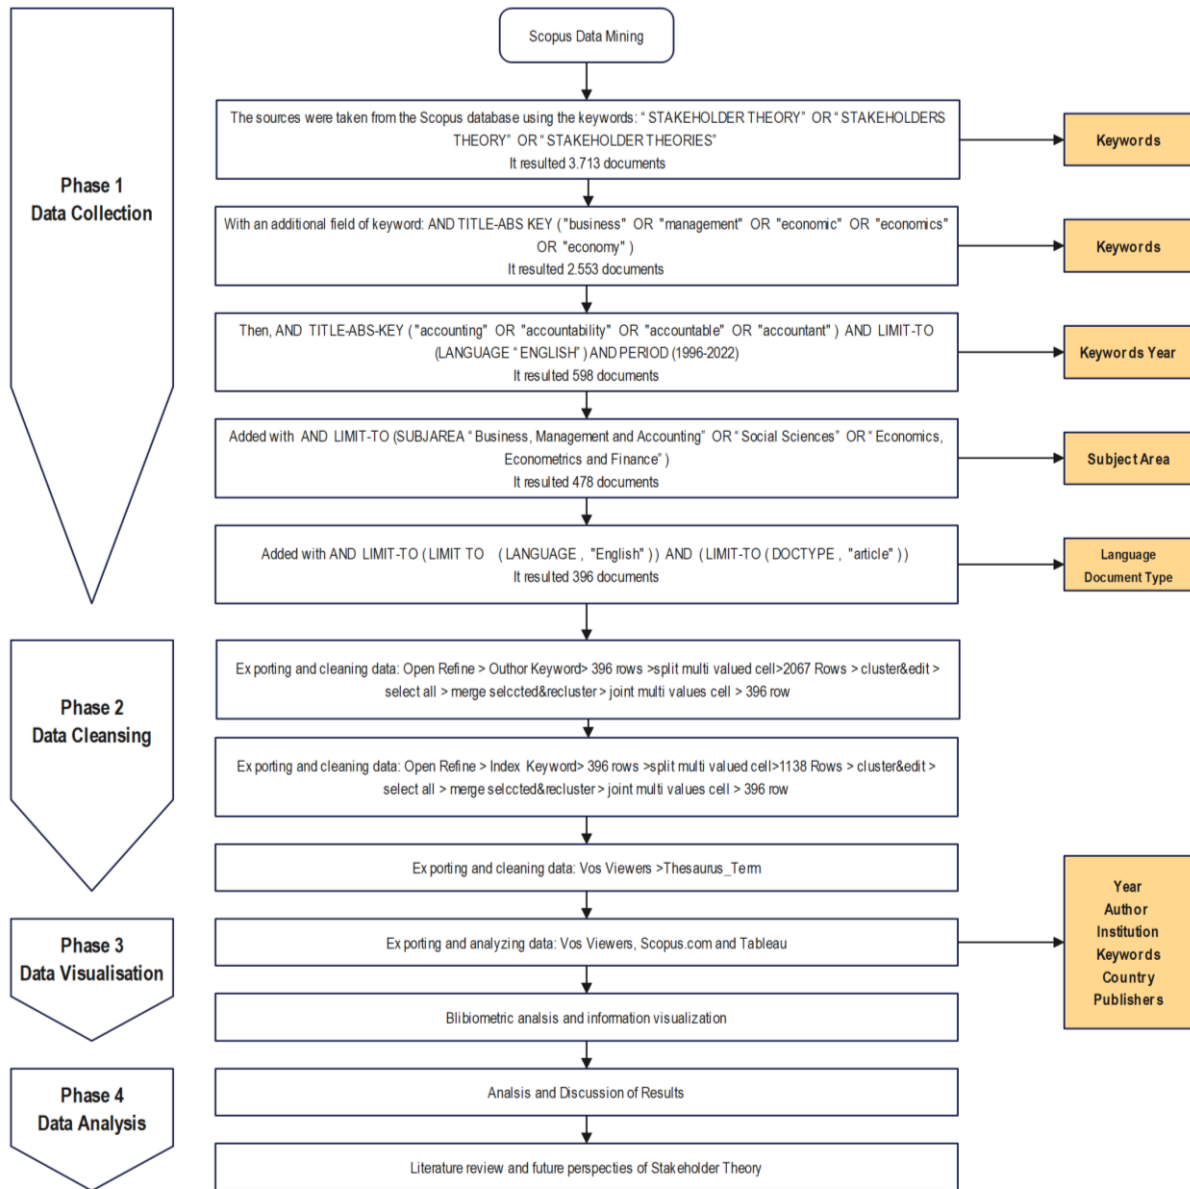 Scopus Data Mining
Phase 1
Data Collection
The sources were taken from the Scopus database using the keywords: “STAKEHOLDER THEORY” OR “STAKEHOLDERS
THEORY” OR “STAKEHOLDER THEORIES”
It resulted 3.713 documents
Keywords
With an additional field of keyword: AND TITLE-ABS KEY ("business" OR "management" OR "economic" OR "economics"
OR "economy" )
It resulted 2.553 documents
Keywords
Then, AND TITLE-ABS-KEY ("accounting" OR "accountability" OR "accountable" OR "accountant" ) AND LIMIT-TO
(LANGUAGE “ENGLISH”) AND PERIOD (1996-2022)
It resulted 598 documents
Keywords Year
Added with AND LIMIT-TO (SUBJAREA “Business, Management and Accounting” OR “Social Sciences” OR “Economics,
Econometrics and Finance”)
It resulted 478 documents
Subject Area
Added with AND LIMIT-TO (LIMIT TO ( LANGUAGE , "English" )) AND ( LIMIT-TO ( DOCTYPE , "article" ))
It resulted 396 documents
Language
Document Type
Phase 2
Data Cleansing
Exporting and cleaning data: Open Refine > Outhor Keyword> 396 rows >split multi valued cell>2067 Rows > cluster&edit >
select all > merge selccted&recluster > joint multi values cell > 396 row
Exporting and cleaning data: Open Refine > Index Keyword> 396 rows >split multi valued cell>1138 Rows > cluster&edit >
select all > merge selccted&recluster > joint multi values cell > 396 row
Exporting and cleaning data: Vos Viewers >Thesaurus_Term
Phase 3
Data Visualisation
Exporting and analyzing data: Vos Viewers, Scopus.com and Tableau
Year
Author
Institution
Keywords
Country
Publishers
Blibiometric analsis and information visualization
Phase 4
Data Analysis
Analsis and Discussion of Results
Literature review and future perspecties of Stakeholder Theory